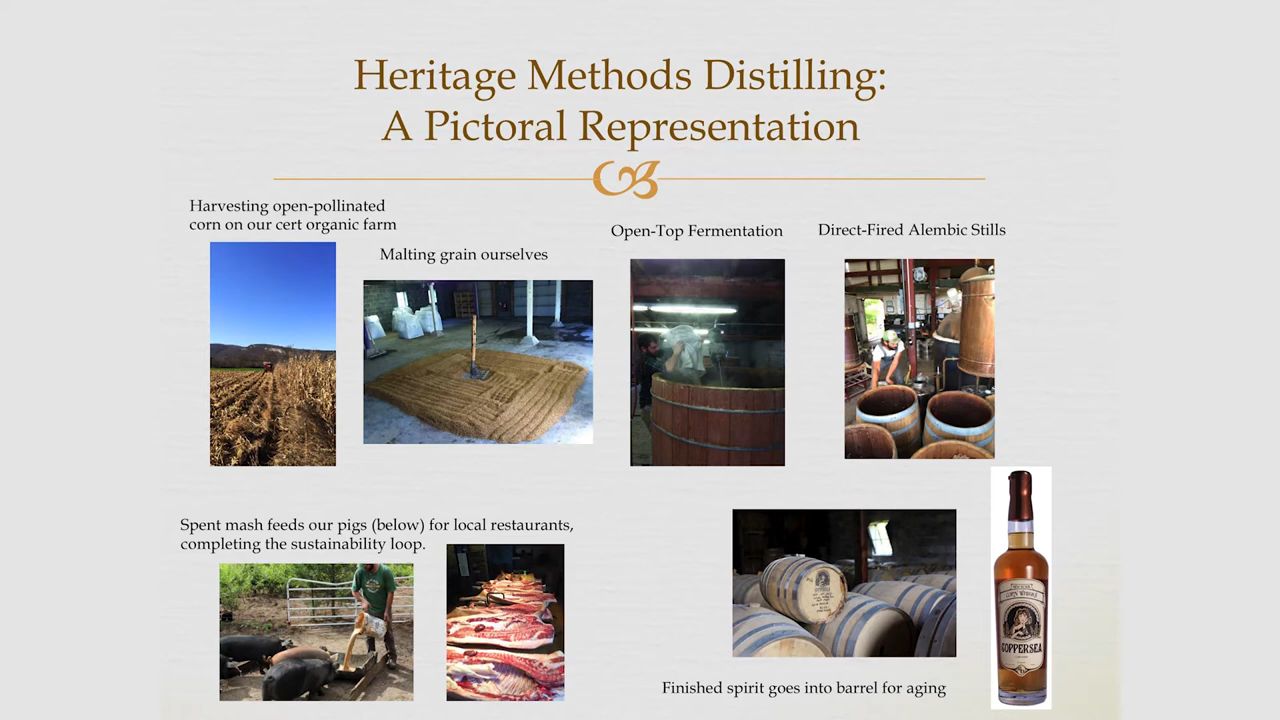 Heritage Methods Distilling:
A Pictoral Representation
Harvesting open-pollinated
corn on our cert organic farm
Malting grain ourselves
Open-Top Fermentation
Direct-Fired Alembic Stills
Spent mash feeds our pigs (below) for local restaurants,
completing the sustainability loop.
Finished spirit goes into barrel for aging
CORN WHISKY
COPPERSEA